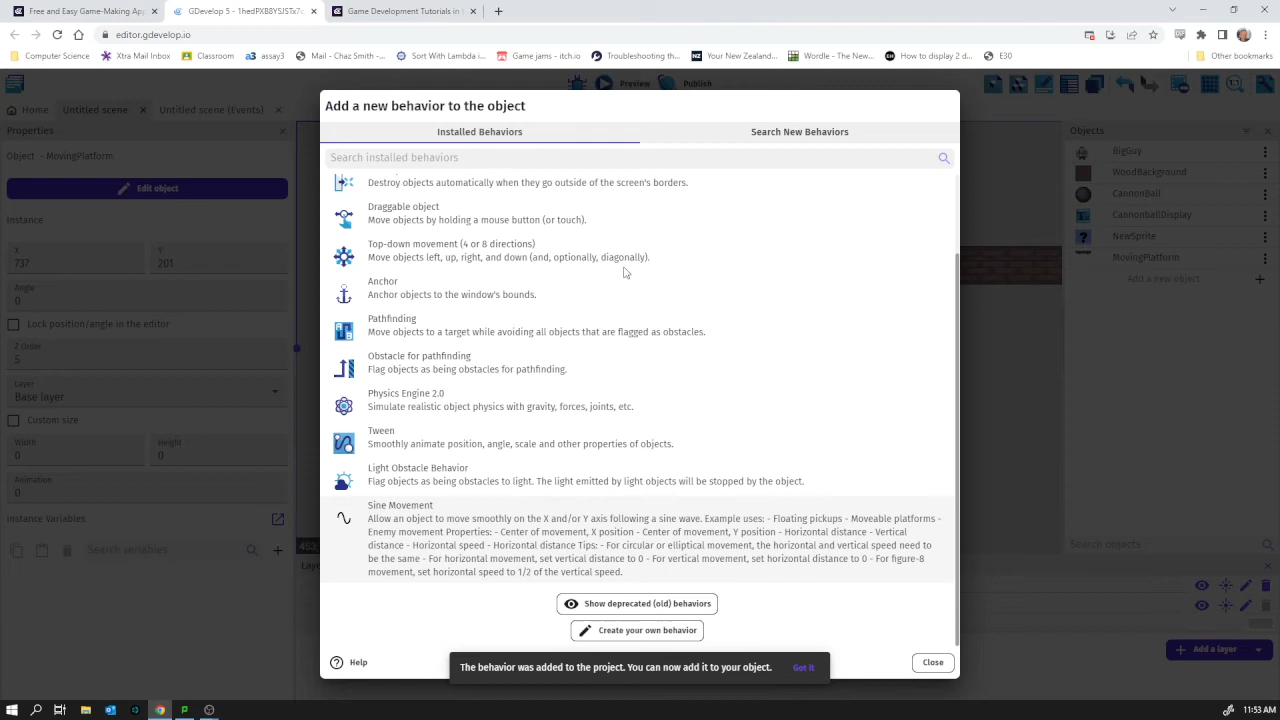 Free and Easy Game-Making App
GDevelop 5 - 1hedPXB8YSJSTx7c
Game Development Tutorials in
editor.gdevelop.io
Computer Science
Xtra Mail Inbox
Classroom
assay3
Mail - Chaz Smith -...
Sort With Lambda i...
Game jams - itch.io
Troubleshooting th...
Your New Zealand...
Wordle - The New...
How to display 2 d...
E30
Other bookmarks
Preview
Publish
Home
Untitled scene
Untitled scene (Events)
Properties
Object - MovingPlatform
Edit object
Instance
X
737
Y
201
Angle
0
Lock position/angle in the editor
Z Order
5
Layer
Base layer
Custom size
Width
0
Height
0
Animation
0
Instance Variables
Search variables
Add a new behavior to the object
Installed Behaviors
Search New Behaviors
Search installed behaviors
Destroy objects automatically when they go outside of the screen's borders.
Draggable object
Move objects by holding a mouse button (or touch).
Top-down movement (4 or 8 directions)
Move objects left, up, right, and down (and, optionally, diagonally).
Anchor
Anchor objects to the window's bounds.
Pathfinding
Move objects to a target while avoiding all objects that are flagged as obstacles.
Obstacle for pathfinding
Flag objects as being obstacles for pathfinding.
Physics Engine 2.0
Simulate realistic object physics with gravity, forces, joints, etc.
Tween
Smoothly animate position, angle, scale and other properties of objects.
Light Obstacle Behavior
Flag objects as being obstacles to light. The light emitted by light objects will be stopped by the object.
Sine Movement
Allow an object to move smoothly on the X and/or Y axis following a sine wave. Example uses: - Floating pickups - Moveable platforms -
Enemy movement Properties: - Center of movement, X position - Center of movement, Y position - Horizontal distance - Vertical
distance - Horizontal speed - Horizontal distance Tips: - For circular or elliptical movement, the horizontal and vertical speed need to
be the same - For horizontal movement, set vertical distance to 0 - For vertical movement, set horizontal distance to 0 - For figure-8
movement, set horizontal speed to 1/2 of the vertical speed.
Show deprecated (old) behaviors
Create your own behavior
Help
The behavior was added to the project. You can now add it to your object.
Got it
Close
Objects
BigGuy
WoodBackground
CannonBall
CannonballDisplay
NewSprite
MovingPlatform
Add a new object
Search objects
Add a layer
11:53 AM